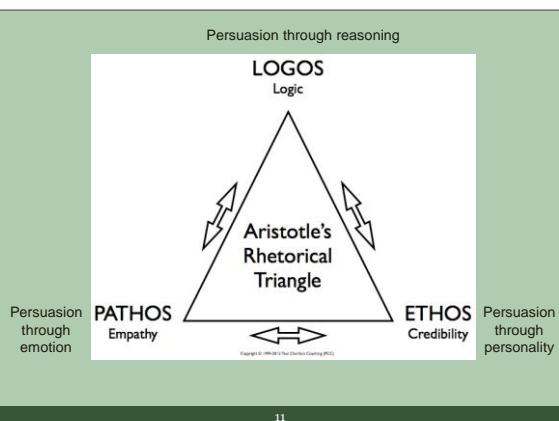 Persuasion through reasoning
LOGOS
Logic
Aristotle's
Rhetorical
Triangle
Persuasion
through
emotion
PATHOS
Empathy
ETHOS
Credibility
Persuasion
through
personality
11